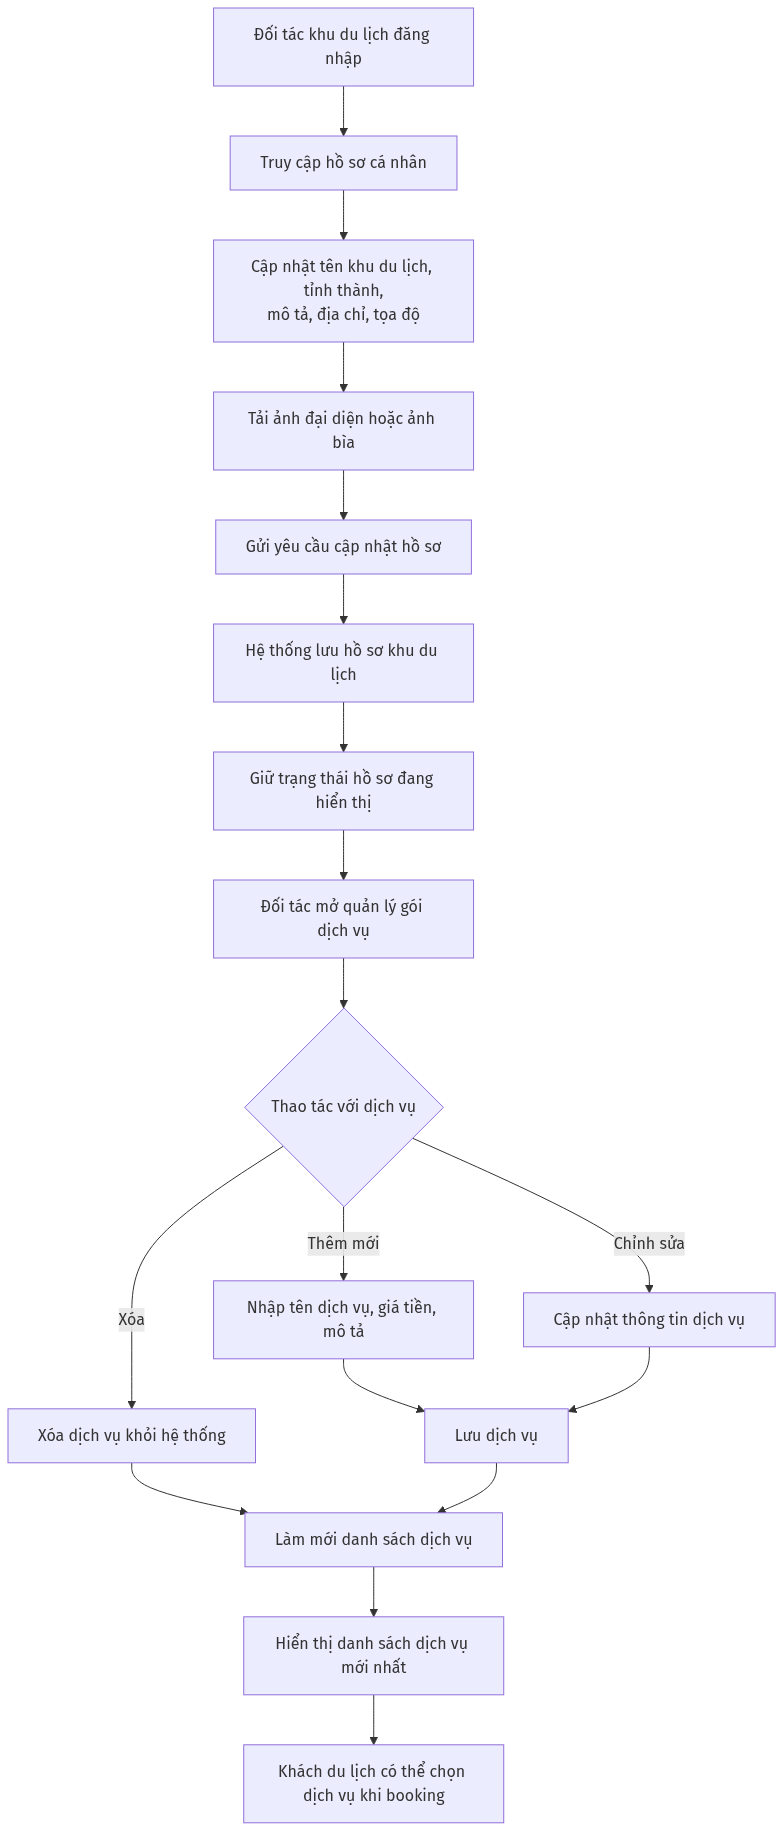 Đối tác khu du lịch đăng
nhập
Truy cập hồ sơ cá nhân
Cập nhật tên khu du lịch,
tỉnh thành,
mô tả, địa chỉ, tọa độ
Tải ảnh đại diện hoặc ảnh
bìa
Gửi yêu cầu cập nhật hồ sơ
Hệ thống lưu hồ sơ khu du
lịch
Giữ trạng thái hồ sơ đang
hiển thị
Đối tác mở quản lý gói
dịch vụ
Thao tác với dịch vụ
Thêm mới
Chỉnh sửa
Xóa
Nhập tên dịch vụ, giá tiền,
mô tả
Cập nhật thông tin dịch vụ
Xóa dịch vụ khỏi hệ thống
Lưu dịch vụ
Làm mới danh sách dịch vụ
Hiển thị danh sách dịch vụ
mới nhất
Khách du lịch có thể chọn
dịch vụ khi booking